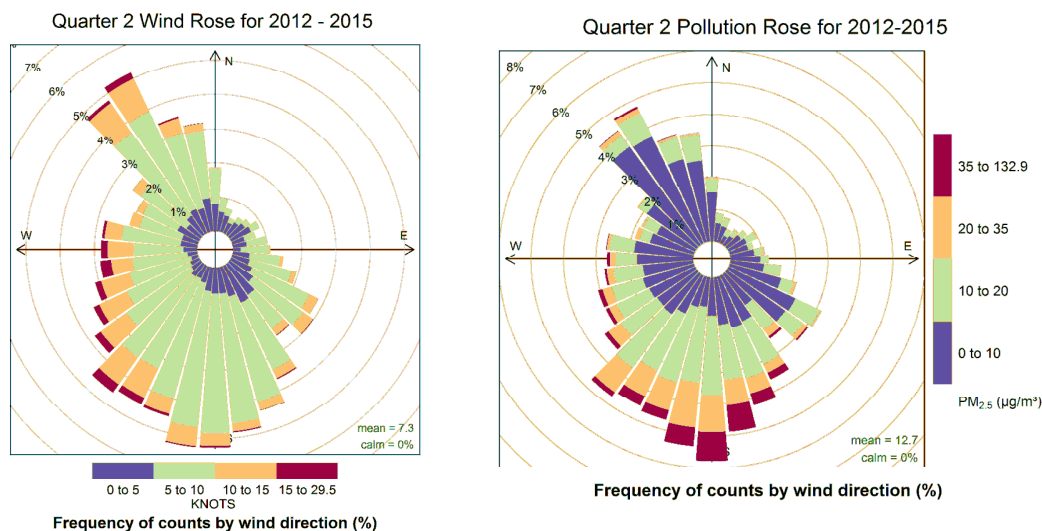 Quarter 2 Wind Rose for 2012 - 2015
N
7%
6%
5%
4%
3%
2%
1%
W
E
S
mean = 7.3
calm = 0%
0 to 5
5 to 10
10 to 15
15 to 29.5
KNOTS
Frequency of counts by wind direction (%)
Quarter 2 Pollution Rose for 2012-2015
N
8%
7%
6%
5%
4%
3%
2%
1%
W
E
S
mean = 12.7
calm = 0%
35 to 132.9
20 to 35
10 to 20
0 to 10
PM2.5 (µg/m³)
Frequency of counts by wind direction (%)